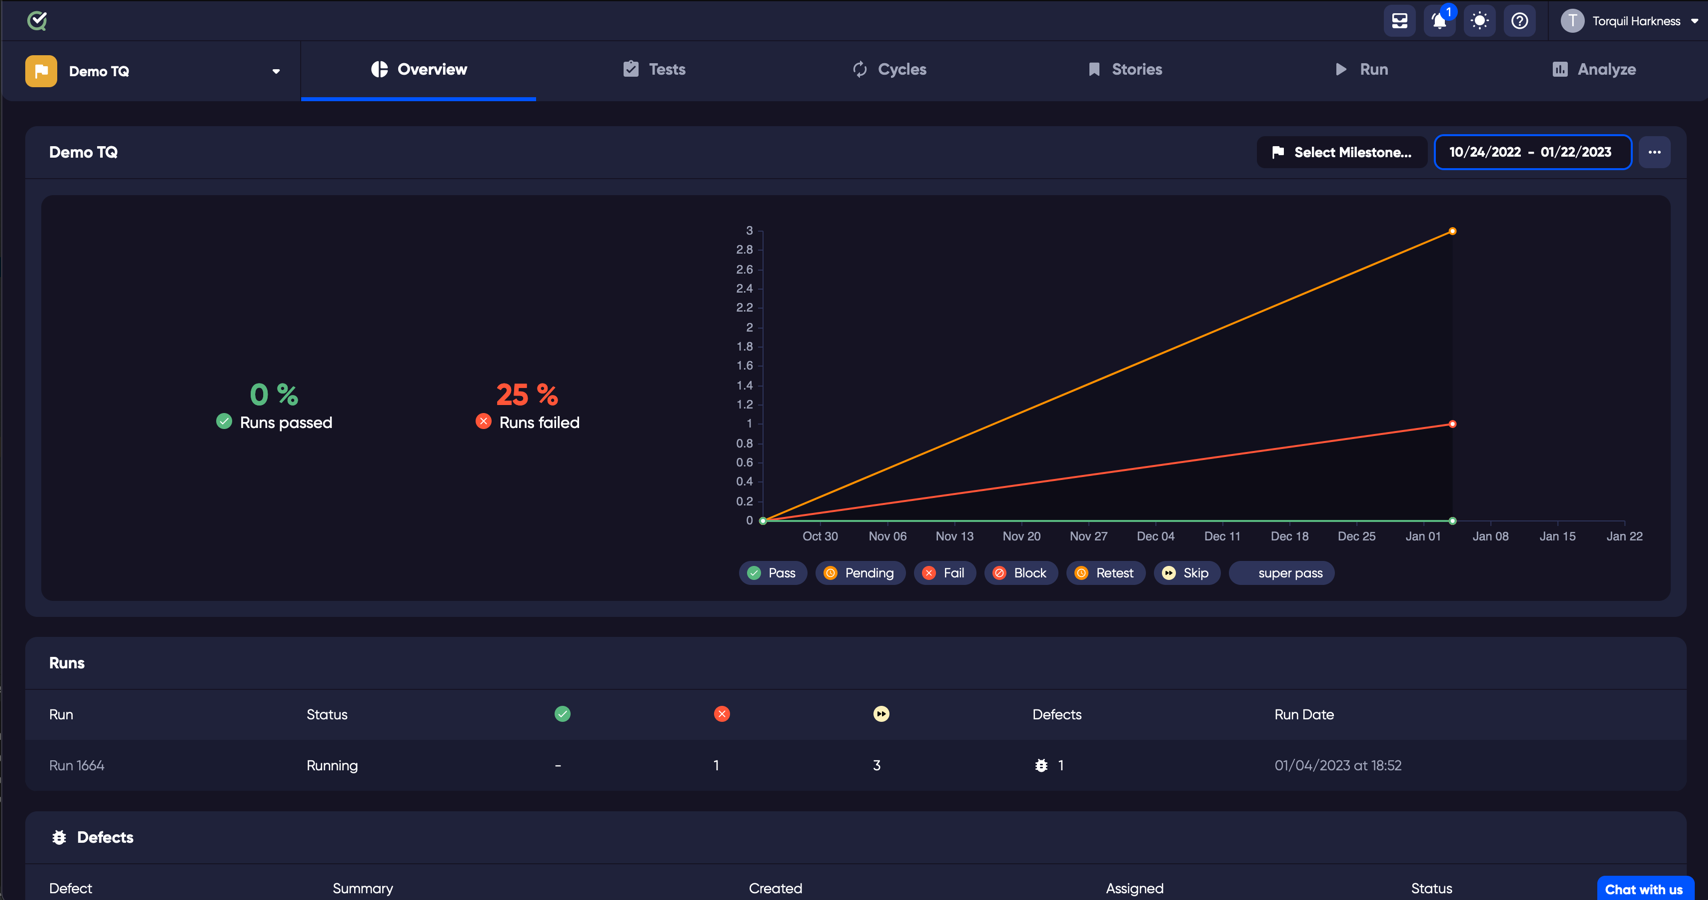 1
T Torquil Harkness
Demo TQ
Overview
Tests
Cycles
Stories
Run
Analyze
Demo TQ
Select Milestone...
10/24/2022 - 01/22/2023
0 %
Runs passed
25 %
Runs failed
3
2.8
2.6
2.4
2.2
2
1.8
1.6
1.4
1.2
1
0.8
0.6
0.4
0.2
0
Oct 30 Nov 06 Nov 13 Nov 20 Nov 27 Dec 04 Dec 11 Dec 18 Dec 25 Jan 01 Jan 08 Jan 15 Jan 22
Pass Pending Fail Block Retest Skip super pass
Runs
Run Status Defects Run Date
Run 1664 Running - 1 3 1 01/04/2023 at 18:52
Defects
Defect Summary Created Assigned Status
Chat with us